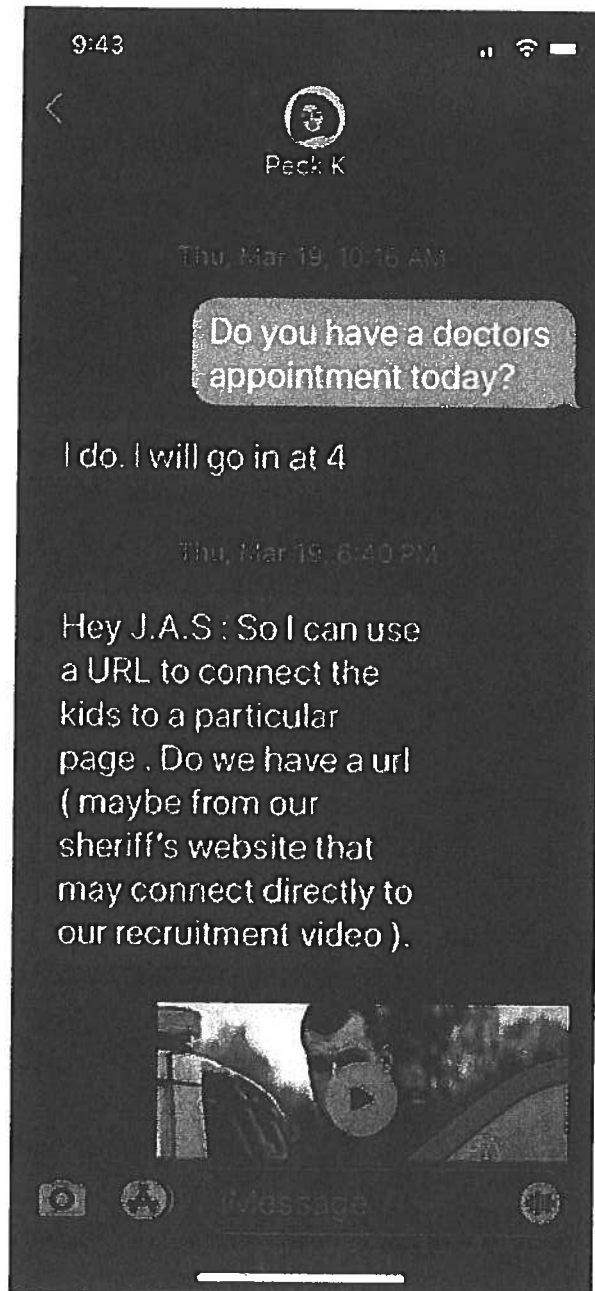 9:43
Peck K
Thu, Mar 19, 10:16 AM
Do you have a doctors
appointment today?
I do. I will go in at 4
Thu, Mar 19, 6:40 PM
Hey J.A.S : So I can use
a URL to connect the
kids to a particular
page . Do we have a url
( maybe from our
sheriff's website that
may connect directly to
our recruitment video ).
iMessage